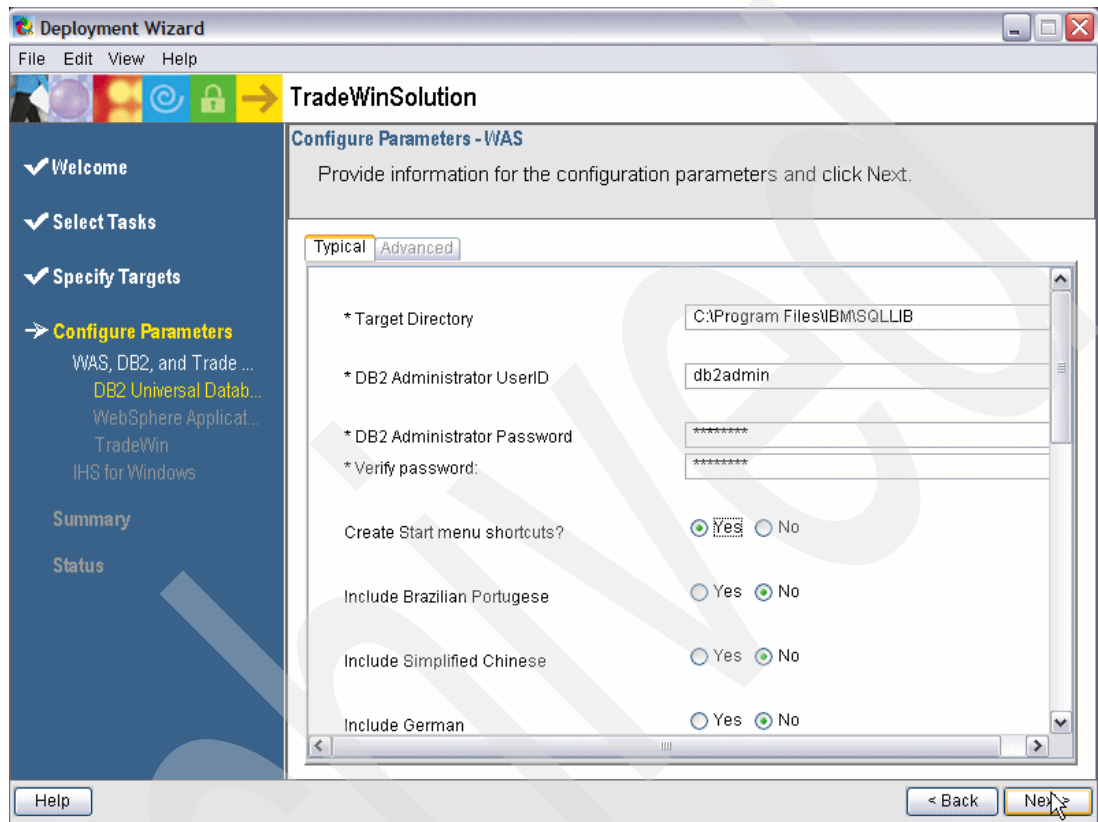 Deployment Wizard
File Edit View Help
TradeWinSolution
Configure Parameters - WAS
Provide information for the configuration parameters and click Next.
Welcome
Select Tasks
Specify Targets
Configure Parameters
WAS, DB2, and Trade ...
DB2 Universal Datab...
WebSphere Applicat...
TradeWin
IHS for Windows
Summary
Status
Typical Advanced
* Target Directory C:\Program Files\IBM\SQLLIB
* DB2 Administrator UserID db2admin
* DB2 Administrator Password ********
* Verify password: ********
Create Start menu shortcuts? Yes No
Include Brazilian Portugese Yes No
Include Simplified Chinese Yes No
Include German Yes No
Help < Back Next >